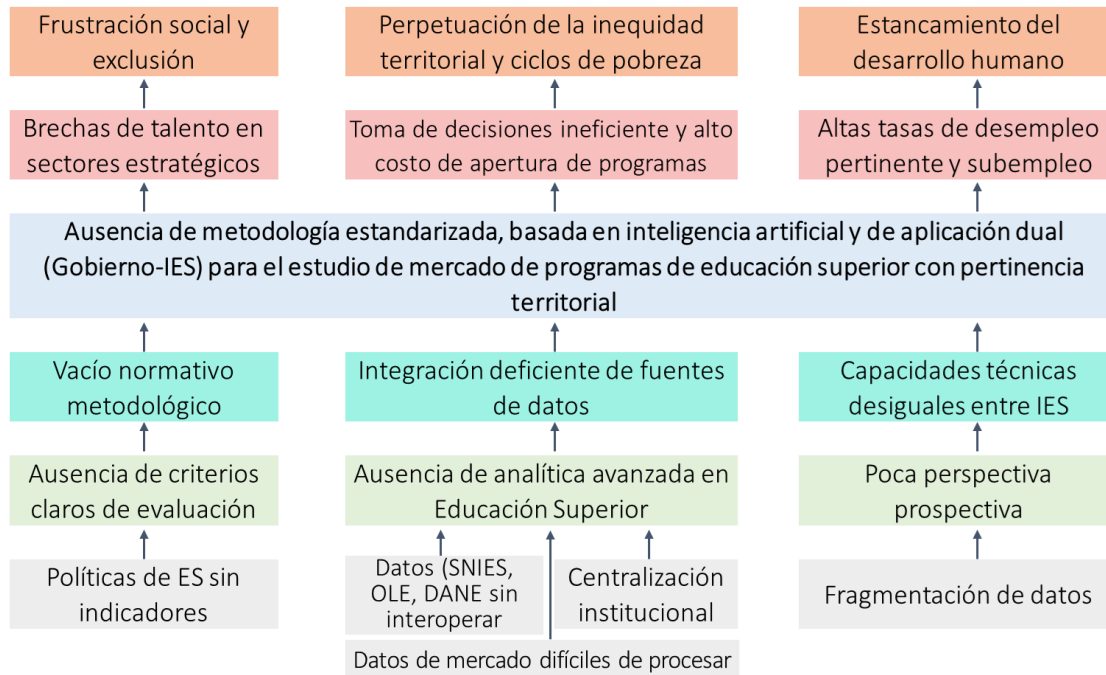 Frustración social y
exclusión
Perpetuación de la inequidad
territorial y ciclos de pobreza
Estancamiento del
desarrollo humano
Brechas de talento en
sectores estratégicos
Toma de decisiones ineficiente y alto
costo de apertura de programas
Altas tasas de desempleo
pertinente y subempleo
Ausencia de metodología estandarizada, basada en inteligencia artificial y de aplicación dual
(Gobierno-IES) para el estudio de mercado de programas de educación superior con pertinencia
territorial
Vacío normativo
metodológico
Integración deficiente de fuentes
de datos
Capacidades técnicas
desiguales entre IES
Ausencia de criterios
claros de evaluación
Ausencia de analítica avanzada en
Educación Superior
Poca perspectiva
prospectiva
Políticas de ES sin
indicadores
Datos (SNIES,
OLE, DANE sin
interoperar
Centralización
institucional
Fragmentación de datos
Datos de mercado difíciles de procesar